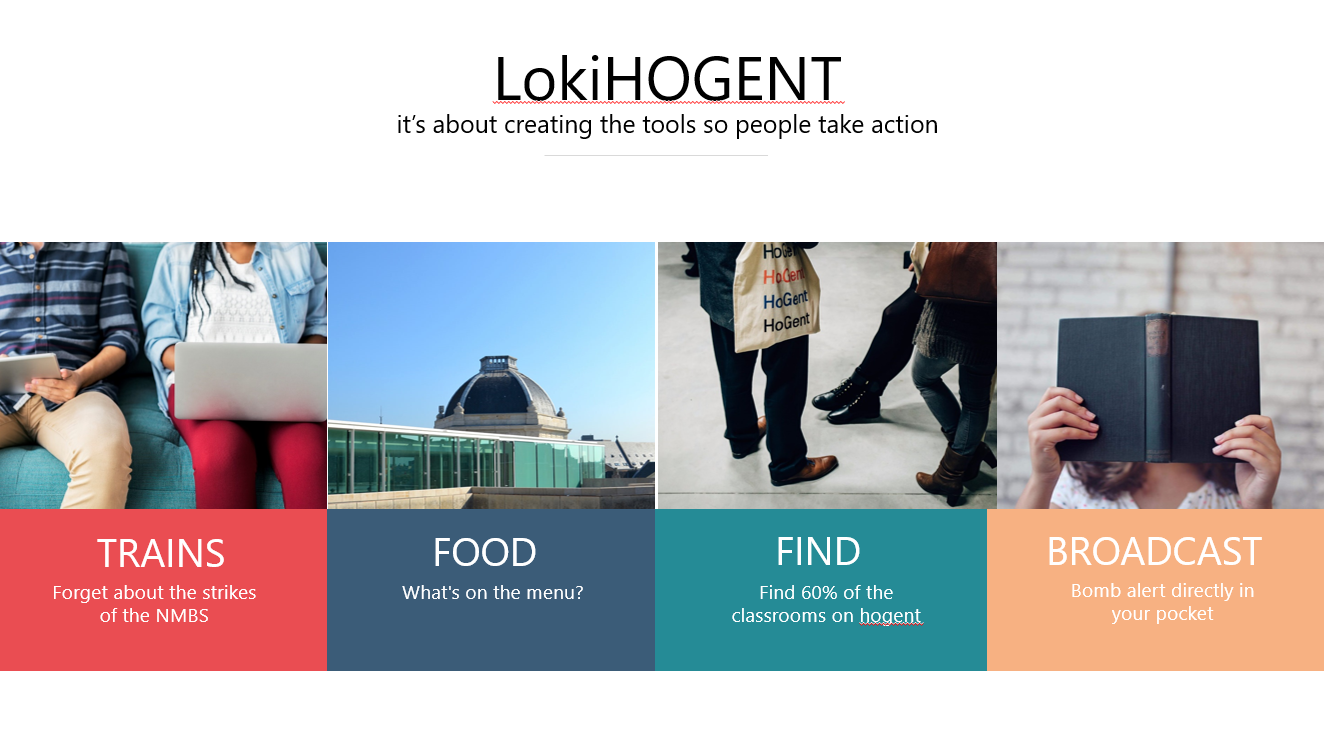 LokiHOGENT
it’s about creating the tools so people take action
HoGent
HoGent
HoGent
HoGent
TRAINS
Forget about the strikes
of the NMBS
FOOD
What's on the menu?
FIND
Find 60% of the
classrooms on hogent
BROADCAST
Bomb alert directly in
your pocket